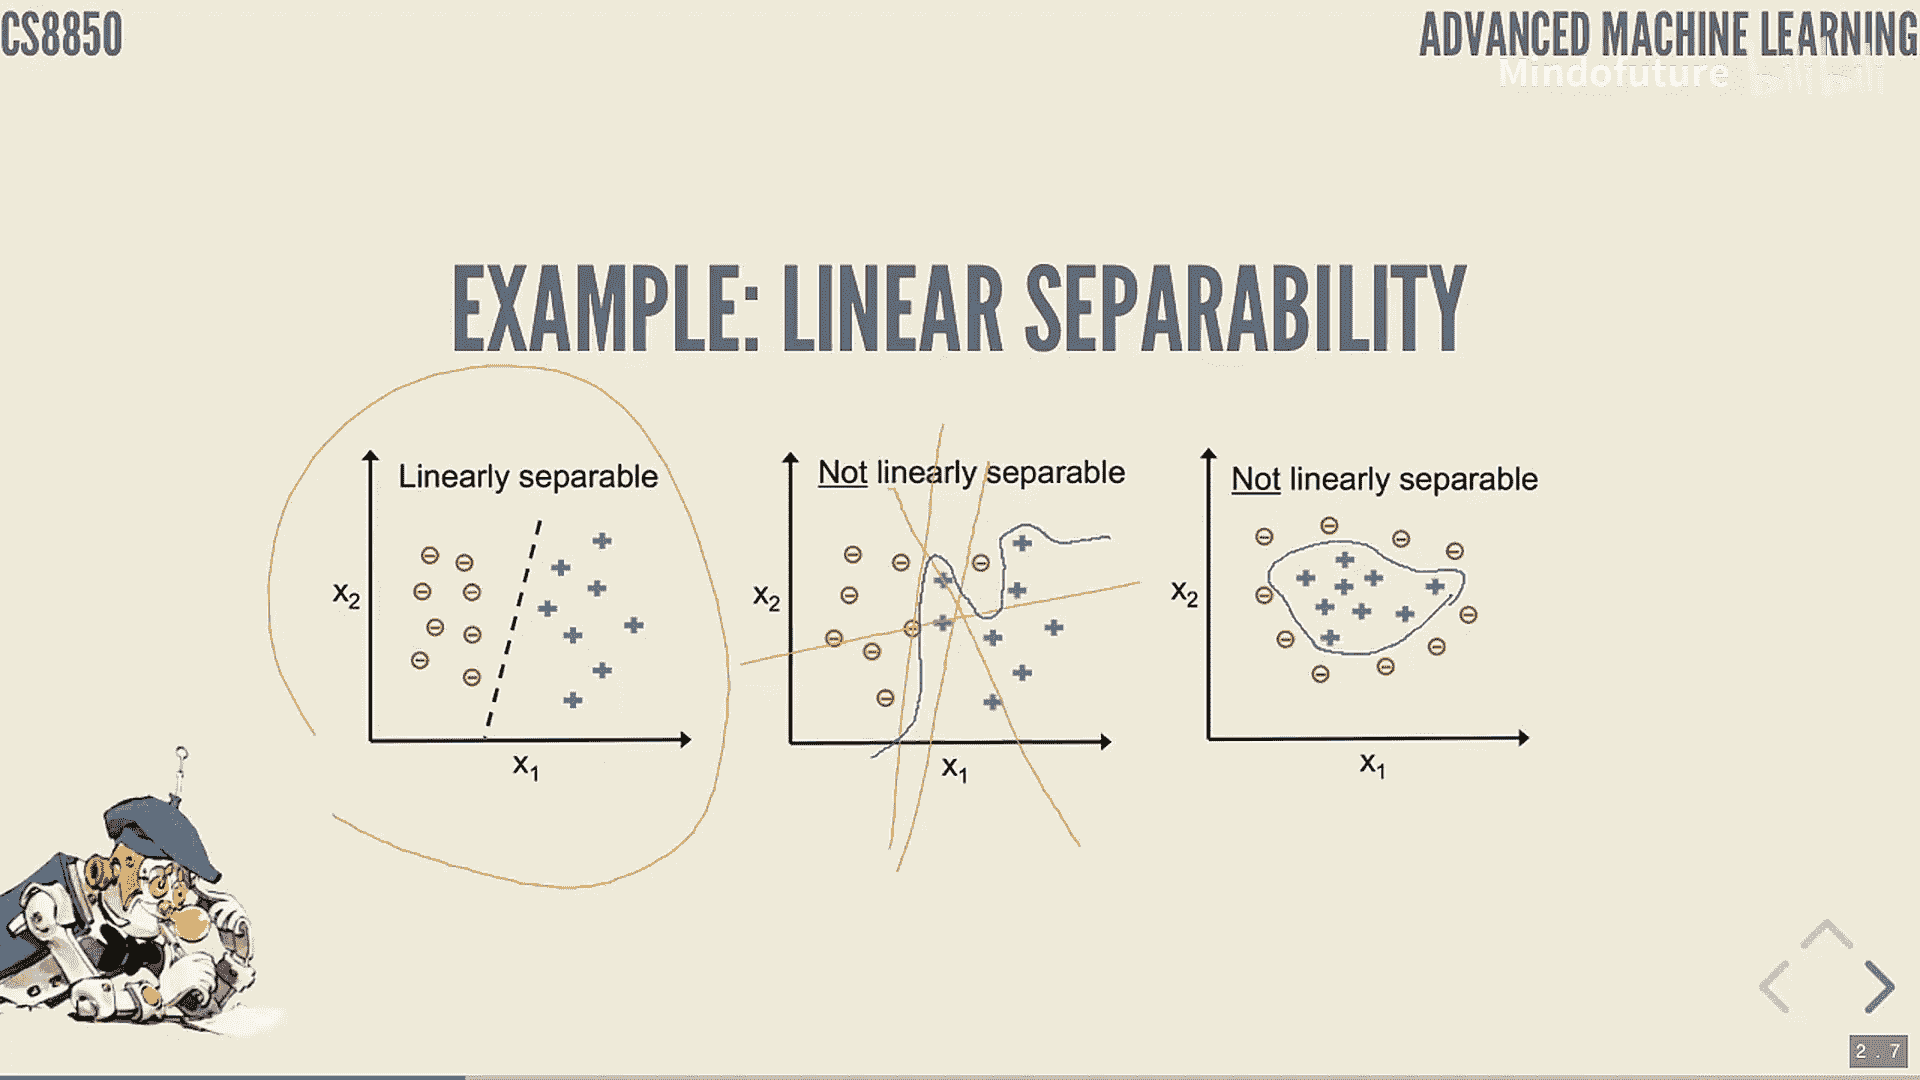 CS8850
ADVANCED MACHINE LEARNING
Mindofuture bilibili
EXAMPLE: LINEAR SEPARABILITY
Linearly separable
x2
x1
Not linearly separable
x2
x1
Not linearly separable
x2
x1
2.7